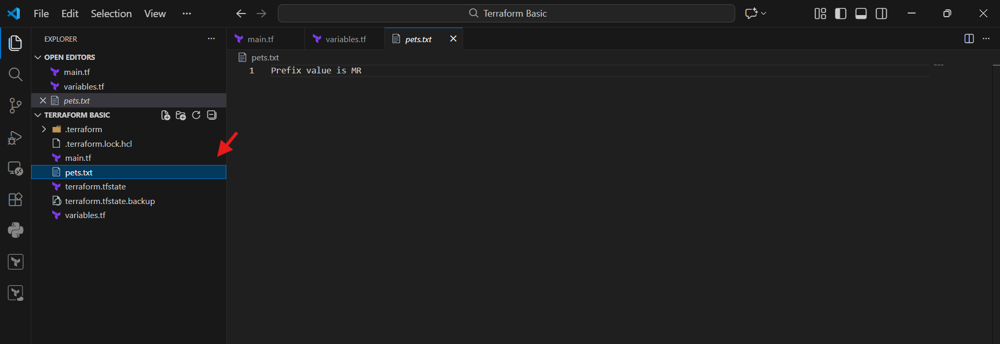 File Edit Selection View
Terraform Basic
EXPLORER
OPEN EDITORS
main.tf
variables.tf
pets.txt
TERRAFORM BASIC
.terraform
.terraform.lock.hcl
main.tf
pets.txt
terraform.tfstate
terraform.tfstate.backup
variables.tf
main.tf variables.tf pets.txt
pets.txt
1 Prefix value is MR